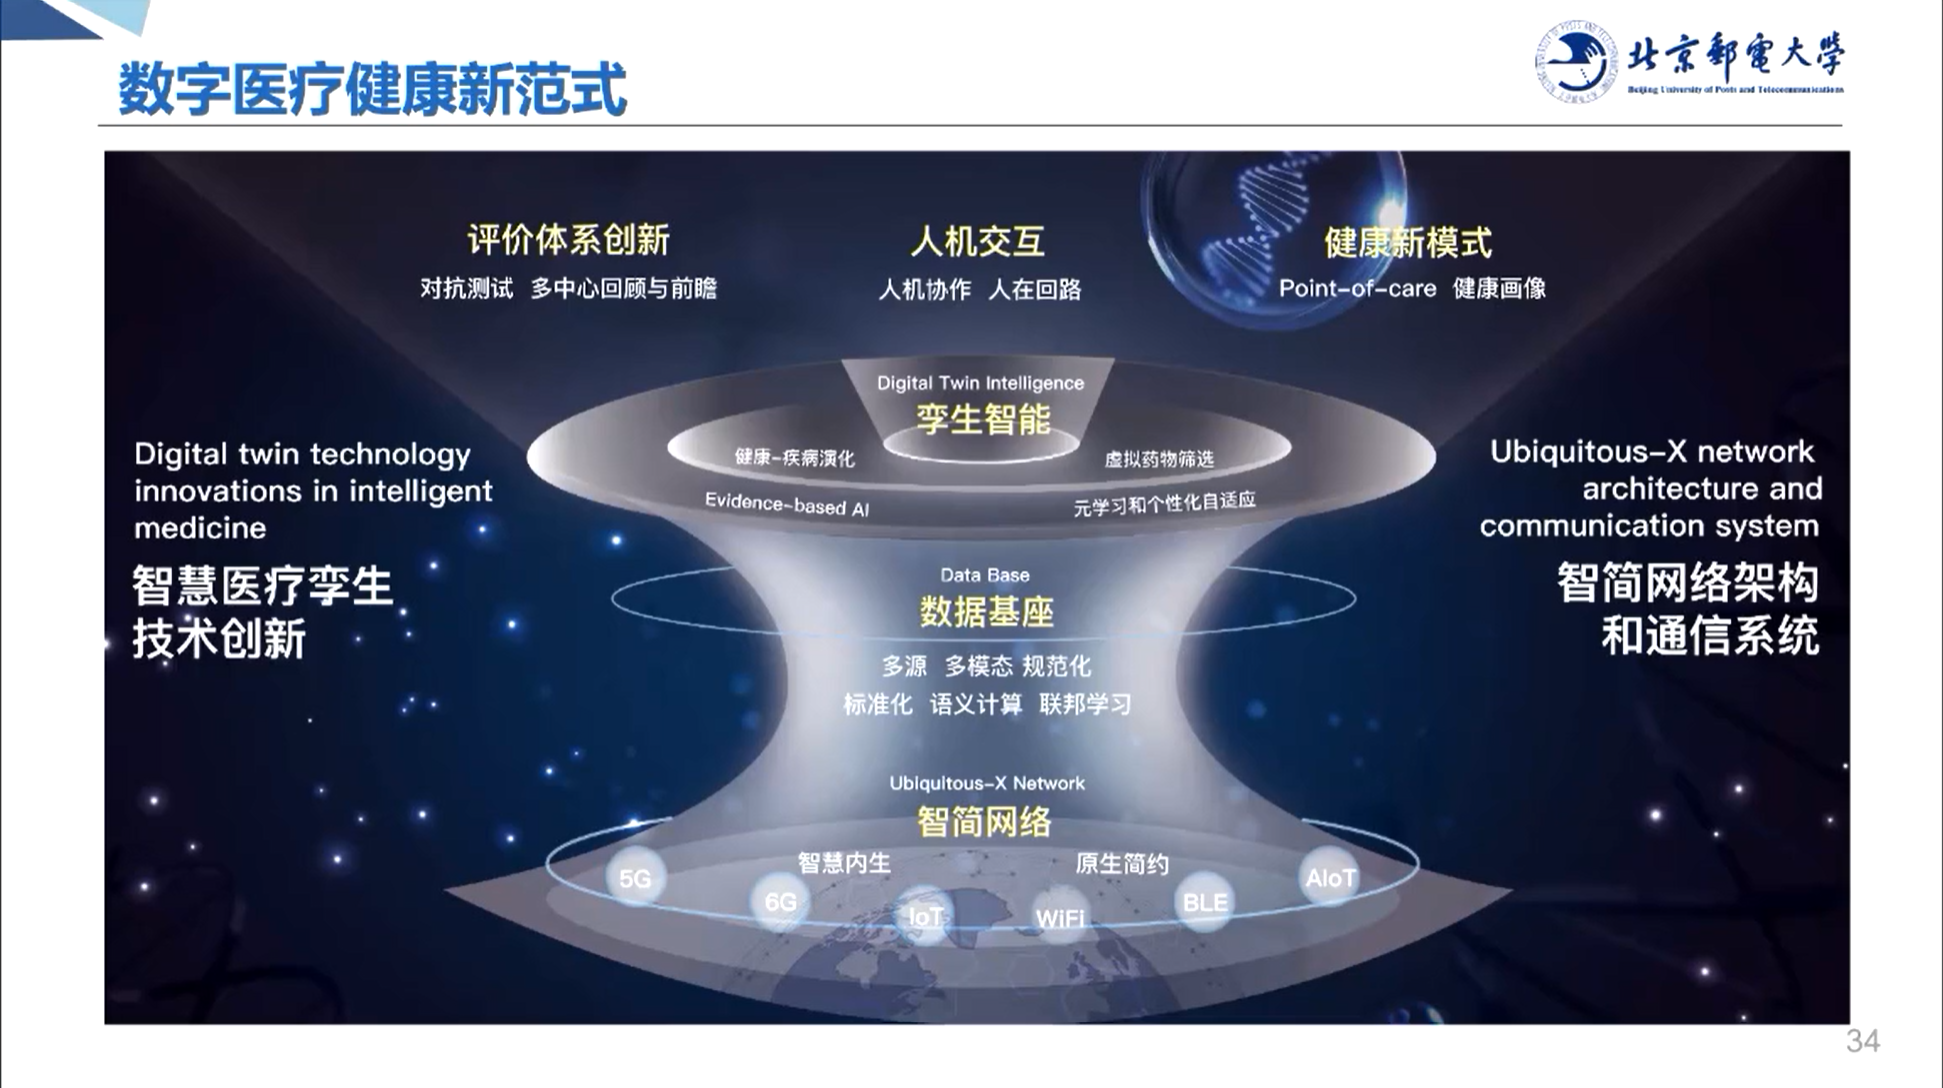 数字医疗健康新范式
北京郵電大學
Beijing University of Posts and Telecommunications
评价体系创新
对抗测试 多中心回顾与前瞻
人机交互
人机协作 人在回路
健康新模式
Point-of-care 健康画像
Digital Twin Intelligence
孪生智能
健康-疾病演化
虚拟药物筛选
Evidence-based AI
元学习和个性化自适应
Digital twin technology
innovations in intelligent
medicine
智慧医疗孪生
技术创新
Ubiquitous-X network
architecture and
communication system
智简网络架构
和通信系统
Data Base
数据基座
多源 多模态 规范化
标准化 语义计算 联邦学习
Ubiquitous-X Network
智简网络
智慧内生
原生简约
5G
6G
IoT
WiFi
BLE
AIoT
34